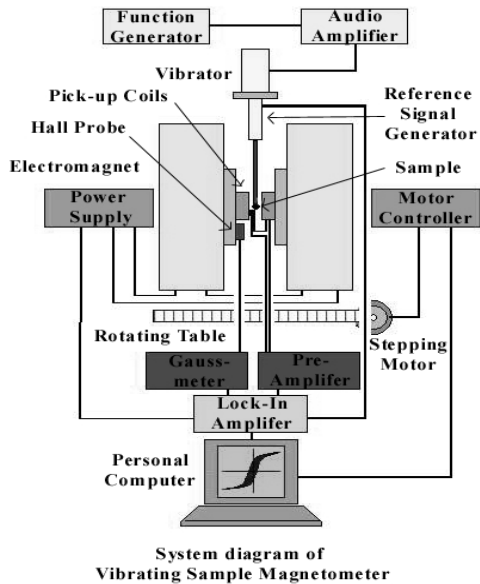 Function
Generator
Audio
Amplifier
Vibrator
Pick-up Coils
Hall Probe
Reference
Signal
Generator
Electromagnet
Sample
Power
Supply
Motor
Controller
Rotating Table
Stepping
Motor
Gauss-
meter
Pre-
Amplifer
Lock-In
Amplifer
Personal
Computer
System diagram of
Vibrating Sample Magnetometer